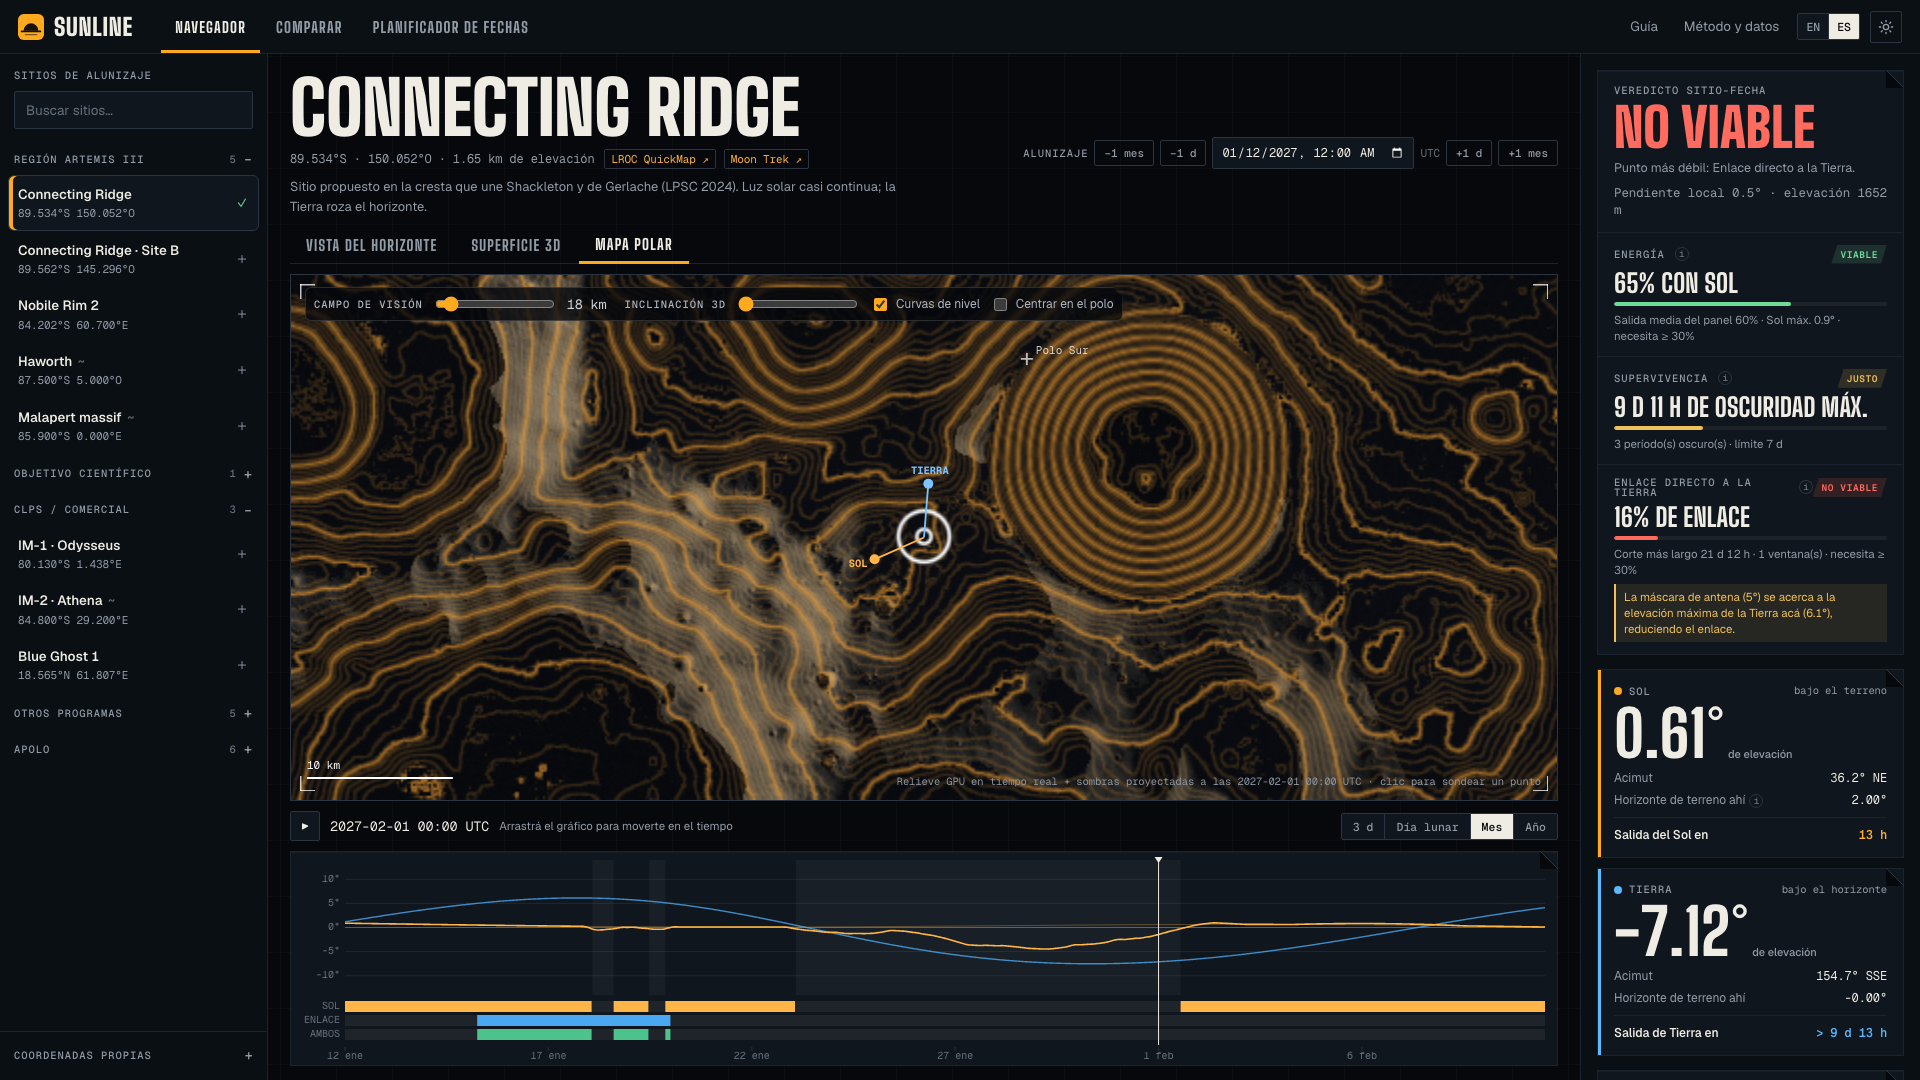 SUNLINE
NAVEGADOR
COMPARAR
PLANIFICADOR DE FECHAS
Guía
Método y datos
EN
ES
SITIOS DE ALUNIZAJE
Buscar sitios…
REGIÓN ARTEMIS III 5 −
Connecting Ridge
89.534°S 150.052°O
✓
Connecting Ridge · Site B
89.562°S 145.296°O
+
Nobile Rim 2
84.202°S 60.700°E
+
Haworth ~
87.500°S 5.000°O
+
Malapert massif ~
85.900°S 0.000°E
+
OBJETIVO CIENTÍFICO 1 +
CLPS / COMERCIAL 3 −
IM-1 · Odysseus
80.130°S 1.438°E
+
IM-2 · Athena ~
84.800°S 29.200°E
+
Blue Ghost 1
18.565°N 61.807°E
+
OTROS PROGRAMAS 5 +
APOLO 6 +
COORDENADAS PROPIAS +
CONNECTING RIDGE
89.534°S · 150.052°O · 1.65 km de elevación
LROC QuickMap ↗
Moon Trek ↗
Sitio propuesto en la cresta que une Shackleton y de Gerlache (LPSC 2024). Luz solar casi continua; la
Tierra roza el horizonte.
ALUNIZAJE
−1 mes
−1 d
01/12/2027, 12:00 AM
UTC
+1 d
+1 mes
VISTA DEL HORIZONTE
SUPERFICIE 3D
MAPA POLAR
CAMPO DE VISIÓN 18 km
INCLINACIÓN 3D
Curvas de nivel
Centrar en el polo
Polo Sur
TIERRA
SOL
10 km
Relieve GPU en tiempo real + sombras proyectadas a las 2027-02-01 00:00 UTC · clic para sondear un punto
2027-02-01 00:00 UTC
Arrastrá el gráfico para moverte en el tiempo
3 d
Día lunar
Mes
Año
10°
5°
0°
-5°
-10°
SOL
ENLACE
AMBOS
12 ene
17 ene
22 ene
27 ene
1 feb
6 feb
VEREDICTO SITIO-FECHA
NO VIABLE
Punto más débil: Enlace directo a la Tierra.
Pendiente local 0.5° · elevación 1652
m
ENERGÍA i VIABLE
65% CON SOL
Salida media del panel 60% · Sol máx. 0.9° ·
necesita ≥ 30%
SUPERVIVENCIA i JUSTO
9 D 11 H DE OSCURIDAD MÁX.
3 período(s) oscuro(s) · límite 7 d
ENLACE DIRECTO A LA
TIERRA
i NO VIABLE
16% DE ENLACE
Corte más largo 21 d 12 h · 1 ventana(s) · necesita ≥
30%
La máscara de antena (5°) se acerca a la
elevación máxima de la Tierra acá (6.1°),
reduciendo el enlace.
SOL bajo el terreno
0.61° de elevación
Acimut 36.2° NE
Horizonte de terreno ahí i 2.00°
Salida del Sol en 13 h
TIERRA bajo el horizonte
−7.12° de elevación
Acimut 154.7° SSE
Horizonte de terreno ahí -0.00°
Salida de Tierra en > 9 d 13 h